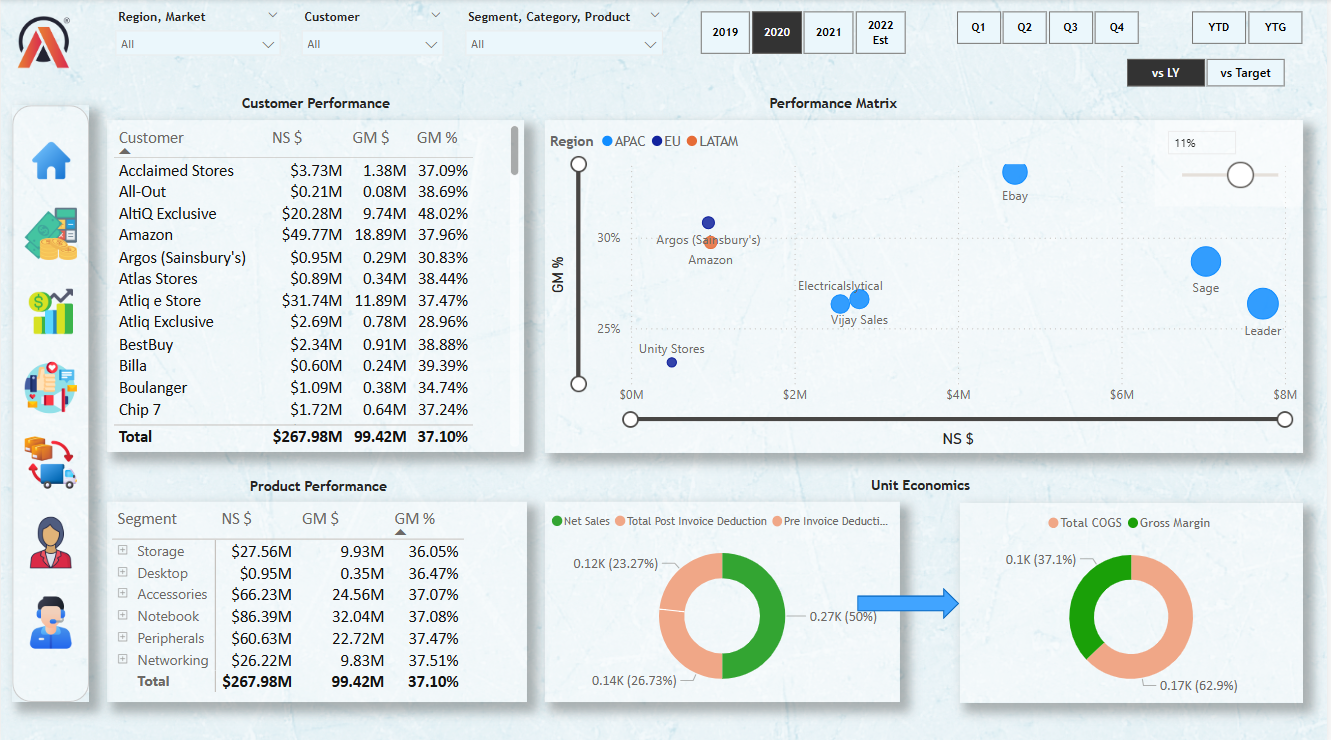 Region, Market
All
Customer
All
Segment, Category, Product
All
2019
2020
2021
2022
Est
Q1
Q2
Q3
Q4
YTD
YTG
vs LY
vs Target
Customer Performance
Customer NS $ GM $ GM %
Acclaimed Stores $3.73M 1.38M 37.09%
All-Out $0.21M 0.08M 38.69%
AltiQ Exclusive $20.28M 9.74M 48.02%
Amazon $49.77M 18.89M 37.96%
Argos (Sainsbury's) $0.95M 0.29M 30.83%
Atlas Stores $0.89M 0.34M 38.44%
Atliq e Store $31.74M 11.89M 37.47%
Atliq Exclusive $2.69M 0.78M 28.96%
BestBuy $2.34M 0.91M 38.88%
Billa $0.60M 0.24M 39.39%
Boulanger $1.09M 0.38M 34.74%
Chip 7 $1.72M 0.64M 37.24%
Total $267.98M 99.42M 37.10%
Performance Matrix
Region APAC EU LATAM
11%
Ebay
30%
Argos (Sainsbury's)
Amazon
GM %
Sage
Electricalslytical
Vijay Sales
25%
Leader
Unity Stores
$0M $2M $4M $6M $8M
NS $
Product Performance
Segment NS $ GM $ GM %
Storage $27.56M 9.93M 36.05%
Desktop $0.95M 0.35M 36.47%
Accessories $66.23M 24.56M 37.07%
Notebook $86.39M 32.04M 37.08%
Peripherals $60.63M 22.72M 37.47%
Networking $26.22M 9.83M 37.51%
Total $267.98M 99.42M 37.10%
Unit Economics
Net Sales Total Post Invoice Deduction Pre Invoice Deducti...
0.12K (23.27%)
0.27K (50%)
0.14K (26.73%)
Total COGS Gross Margin
0.1K (37.1%)
0.17K (62.9%)